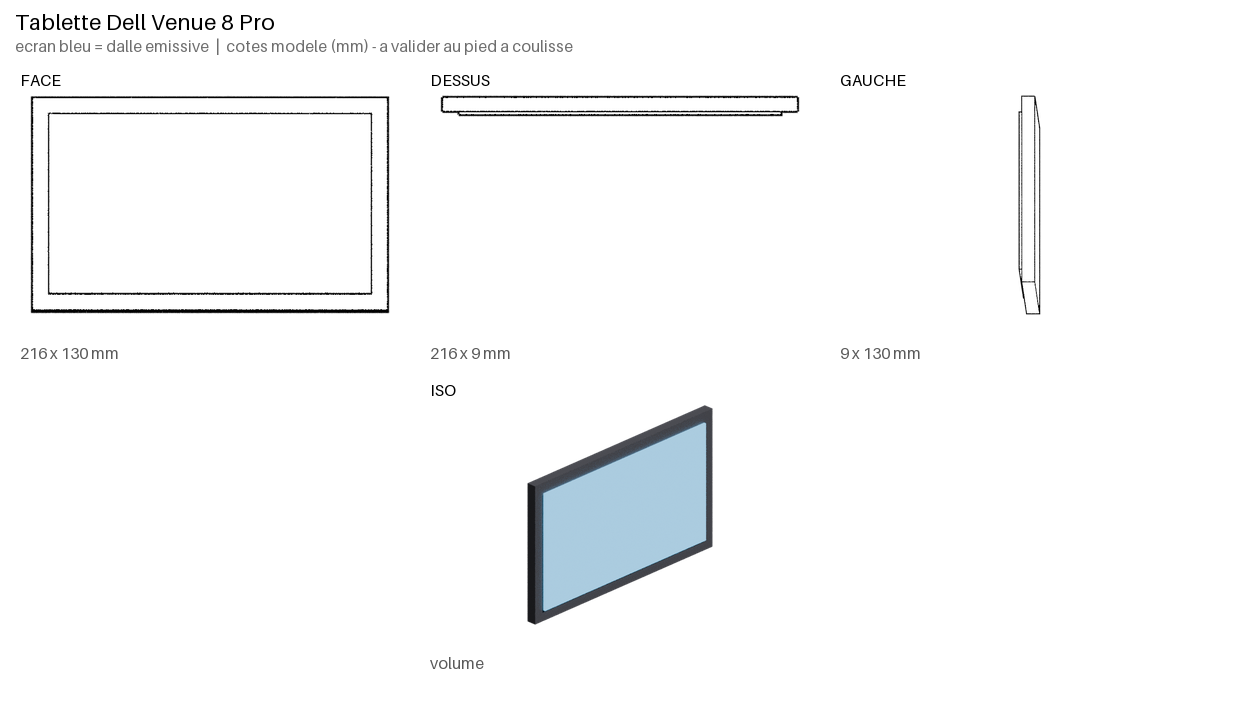 Tablette Dell Venue 8 Pro
ecran bleu = dalle emissive | cotes modele (mm) - a valider au pied a coulisse
FACE
DESSUS
GAUCHE
216 x 130 mm
216 x 9 mm
9 x 130 mm
ISO
volume